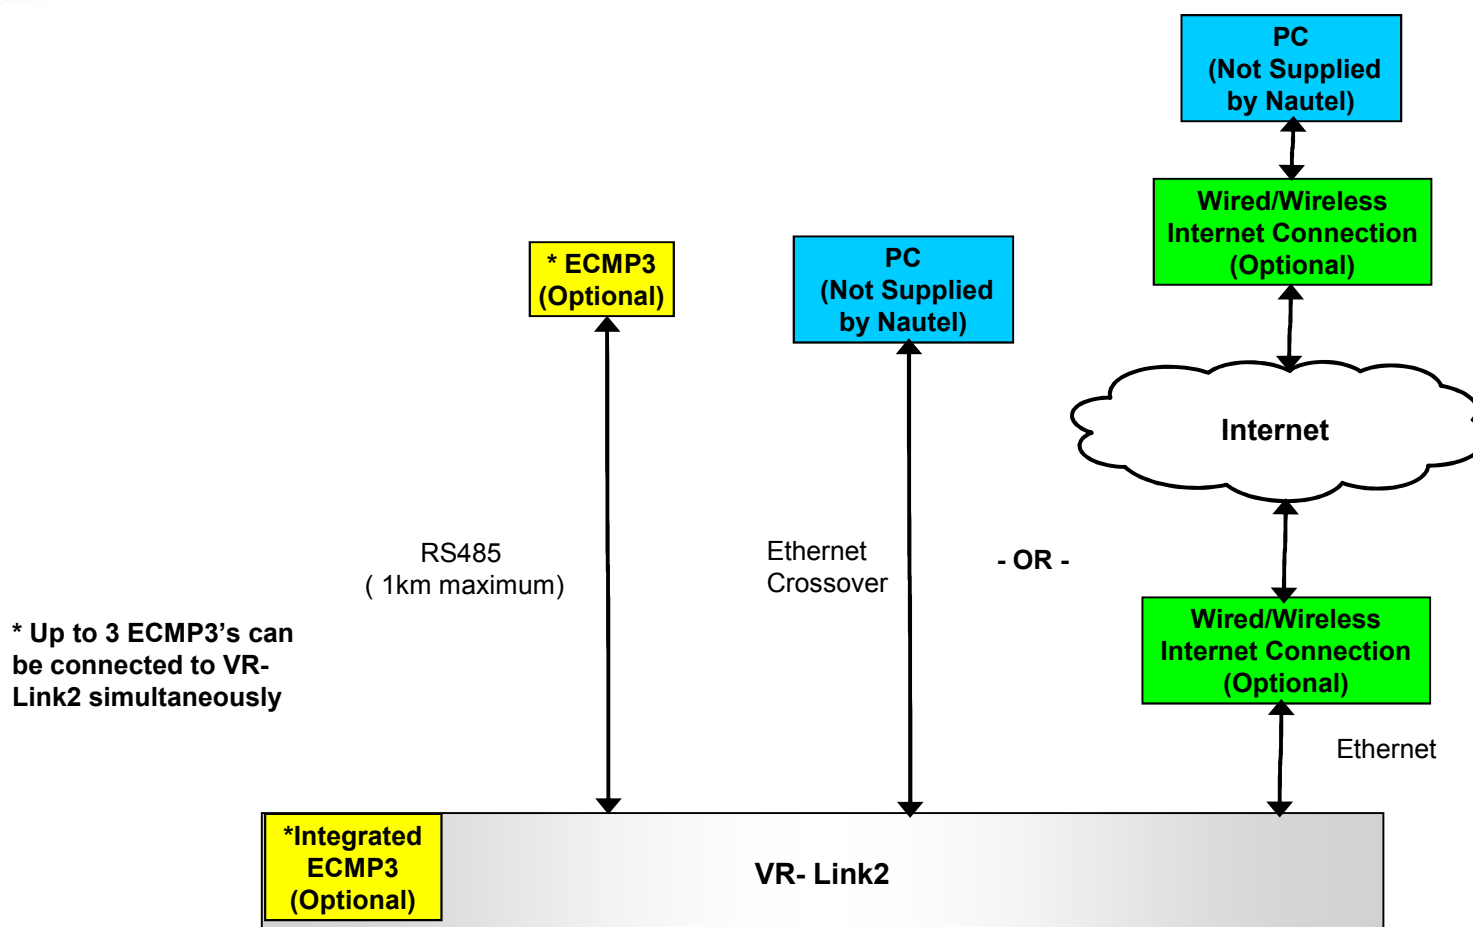 PC
(Not Supplied
by Nautel)
Wired/Wireless
Internet Connection
(Optional)
* ECMP3
(Optional)
PC
(Not Supplied
by Nautel)
Internet
RS485
( 1km maximum)
Ethernet
Crossover
- OR -
Wired/Wireless
Internet Connection
(Optional)
* Up to 3 ECMP3’s can
be connected to VR-
Link2 simultaneously
Ethernet
*Integrated
ECMP3
(Optional)
VR- Link2